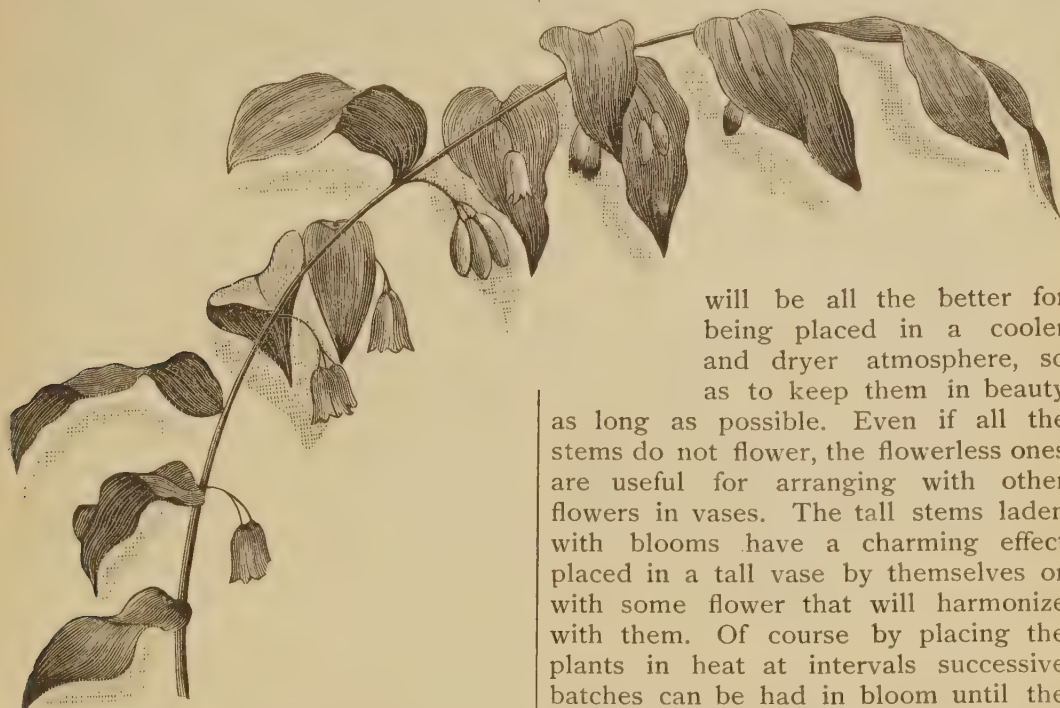 will be all the better for
being placed in a cooler
and dryer atmosphere, so
as to keep them in beauty
as long as possible. Even if all the
stems do not flower, the flowerless ones
are useful for arranging with other
flowers in vases. The tall stems laden
with blooms have a charming effect
placed in a tall vase by themselves or
with some flower that will harmonize
with them. Of course by placing the
plants in heat at intervals successive
batches can be had in bloom until the